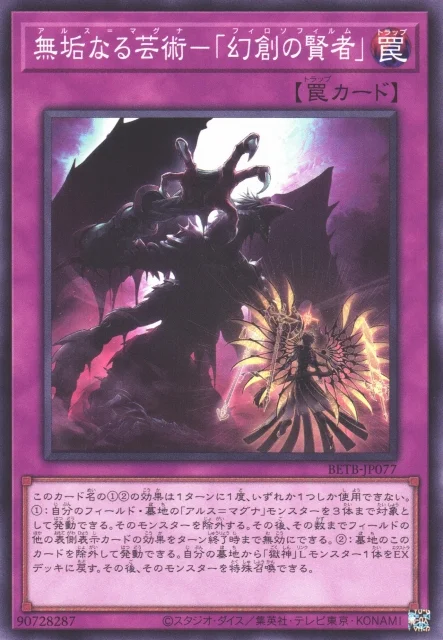 アルス＝マグナ フィロソフィルム トラップ
無垢なる芸術－「幻創の賢者」 罠
トラップ
【罠カード】
BETB-JP077
このカード名の①②の効果は１ターンに１度、いずれか１つしか使用できない。
①：自分のフィールド・墓地の「アルス＝マグナ」モンスターを３体まで対象と
して発動できる。そのモンスターを除外する。その後、その数までフィールドの
他の表側表示カードの効果をターン終了時まで無効にできる。②：墓地のこの
カードを除外して発動できる。自分の墓地から「獄神」Ｌモンスター１体をＥＸ
デッキに戻す。その後、そのモンスターを特殊召喚できる。
90728287
©スタジオ・ダイス／集英社・テレビ東京・KONAMI